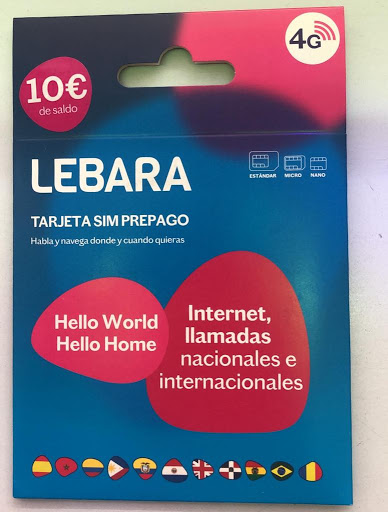 4G
10€
de saldo
LEBARA
ESTÁNDAR MICRO NANO
TARJETA SIM PREPAGO
Habla y navega donde y cuando quieras
Hello World
Hello Home
Internet,
llamadas
nacionales e
internacionales